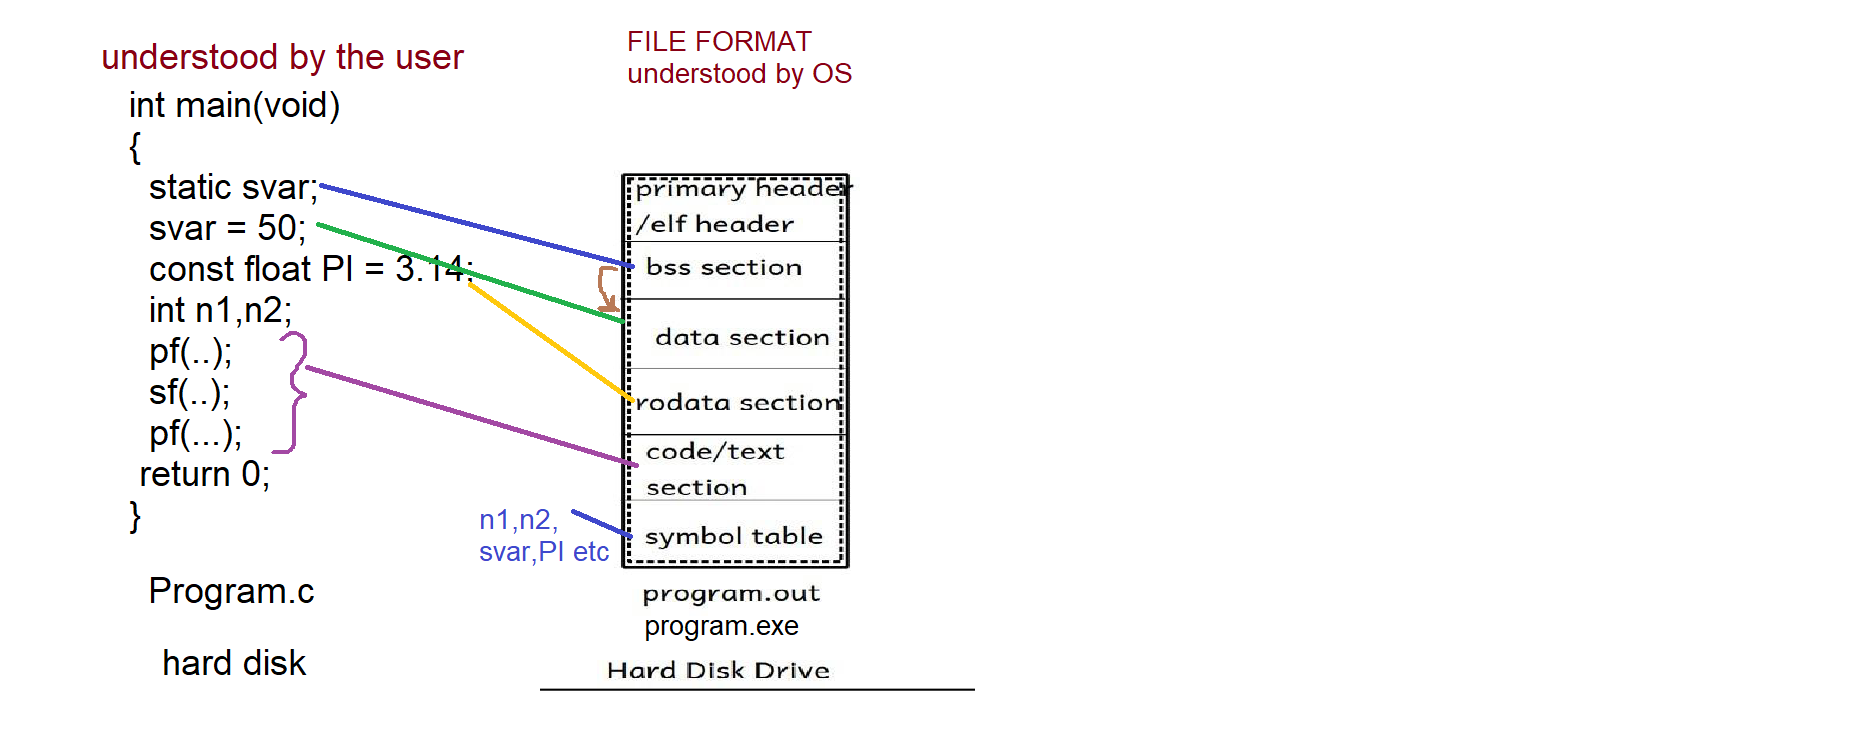 understood by the user
int main(void)
{
static svar;
svar = 50;
const float PI = 3.14;
int n1,n2;
pf(..);
sf(..);
pf(...);
return 0;
}
Program.c
hard disk
FILE FORMAT
understood by OS
primary header
/elf header
bss section
data section
rodata section
code/text
section
symbol table
n1,n2,
svar,PI etc
program.out
program.exe
Hard Disk Drive